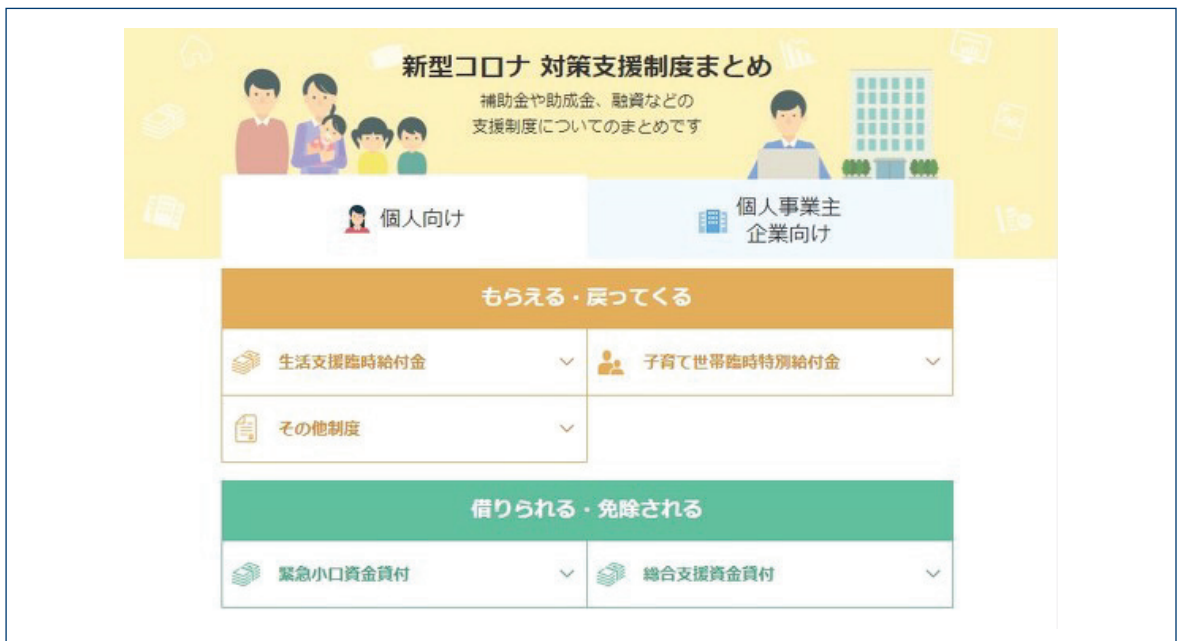 新型コロナ 対策支援制度まとめ
補助金や助成金、融資などの
支援制度についてのまとめです
個人向け
個人事業主
企業向け
もらえる・戻ってくる
生活支援臨時給付金
子育て世帯臨時特別給付金
その他制度
借りられる・免除される
緊急小口資金貸付
総合支援資金貸付